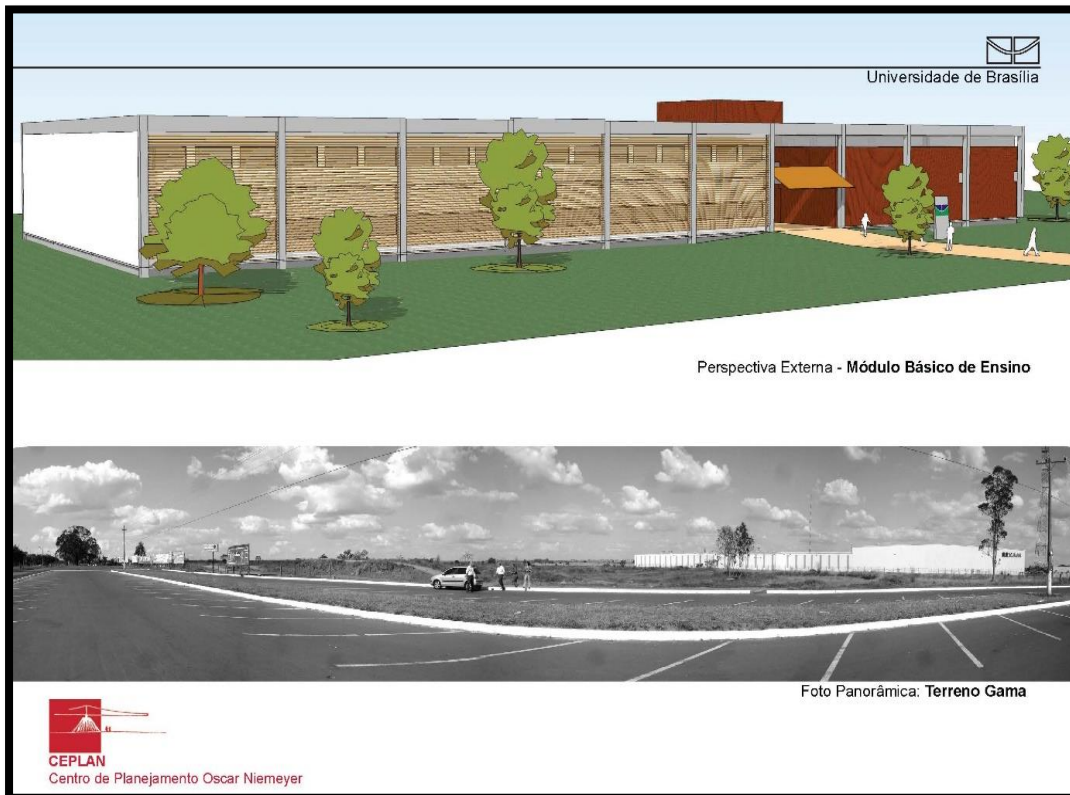 Universidade de Brasília
Perspectiva Externa - Módulo Básico de Ensino
Foto Panorâmica: Terreno Gama
CEPLAN
Centro de Planejamento Oscar Niemeyer